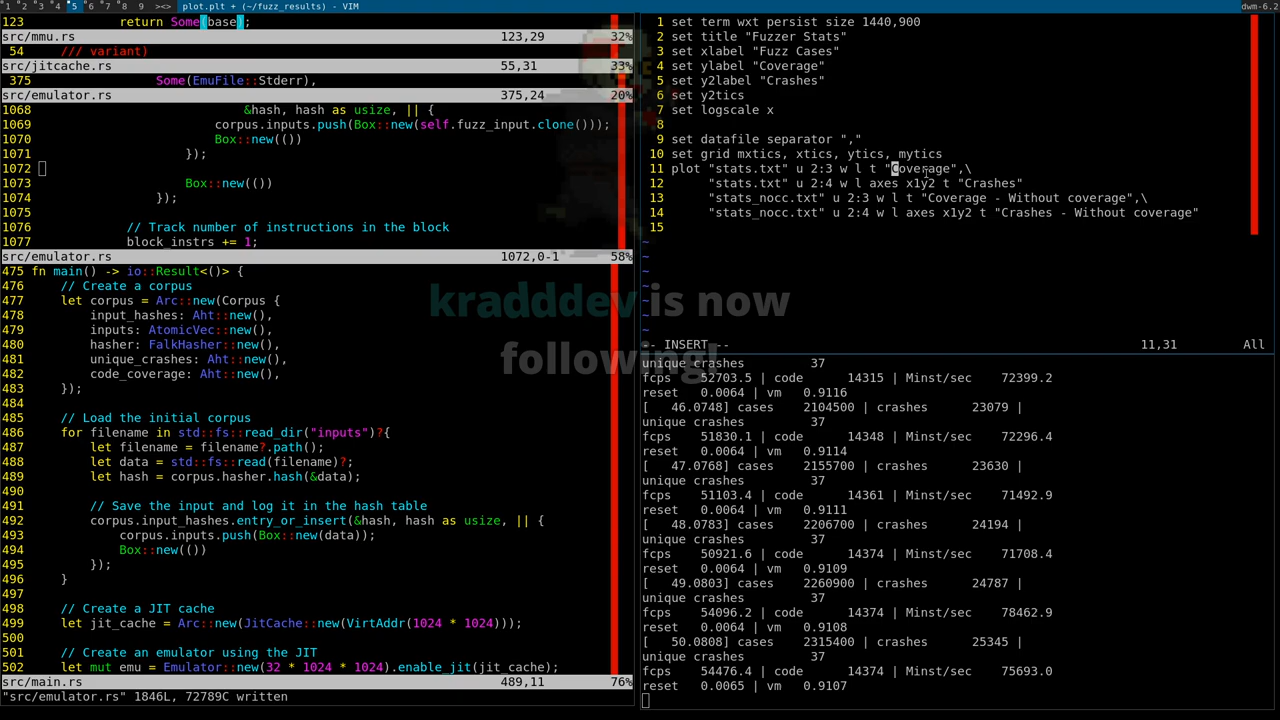 1 2 3 4 5 6 7 8 9 ><> plot.plt + (~/fuzz_results) - VIM dwm-6.2
123 return Some(base);
src/mmu.rs 123,29 32%
54 /// variant)
src/jitcache.rs 55,31 33%
375 Some(EmuFile::Stderr),
src/emulator.rs 375,24 20%
1068 &hash, hash as usize, || {
1069 corpus.inputs.push(Box::new(self.fuzz_input.clone()));
1070 Box::new(())
1071 });
1072
1073 Box::new(())
1074 });
1075
1076 // Track number of instructions in the block
1077 block_instrs += 1;
src/emulator.rs 1072,0-1 58%
475 fn main() -> io::Result<()> {
476 // Create a corpus
477 let corpus = Arc::new(Corpus {
478 input_hashes: Aht::new(),
479 inputs: AtomicVec::new(),
480 hasher: FalkHasher::new(),
481 unique_crashes: Aht::new(),
482 code_coverage: Aht::new(),
483 });
484
485 // Load the initial corpus
486 for filename in std::fs::read_dir("inputs")?{
487 let filename = filename?.path();
488 let data = std::fs::read(filename)?;
489 let hash = corpus.hasher.hash(&data);
490
491 // Save the input and log it in the hash table
492 corpus.input_hashes.entry_or_insert(&hash, hash as usize, || {
493 corpus.inputs.push(Box::new(data));
494 Box::new(())
495 });
496 }
497
498 // Create a JIT cache
499 let jit_cache = Arc::new(JitCache::new(VirtAddr(1024 * 1024)));
500
501 // Create an emulator using the JIT
502 let mut emu = Emulator::new(32 * 1024 * 1024).enable_jit(jit_cache);
src/main.rs 489,11 76%
"src/emulator.rs" 1846L, 72789C written
1 set term wxt persist size 1440,900
2 set title "Fuzzer Stats"
3 set xlabel "Fuzz Cases"
4 set ylabel "Coverage"
5 set y2label "Crashes"
6 set y2tics
7 set logscale x
8
9 set datafile separator ","
10 set grid mxtics, xtics, ytics, mytics
11 plot "stats.txt" u 2:3 w l t "Coverage",\
12 "stats.txt" u 2:4 w l axes x1y2 t "Crashes"
13 "stats_nocc.txt" u 2:3 w l t "Coverage - Without coverage",\
14 "stats_nocc.txt" u 2:4 w l axes x1y2 t "Crashes - Without coverage"
15
~
~
~
~
~
~
~
-- INSERT -- 11,31 All
unique crashes 37
fcps 52703.5 | code 14315 | Minst/sec 72399.2
reset 0.0064 | vm 0.9116
[ 46.0748] cases 2104500 | crashes 23079 |
unique crashes 37
fcps 51830.1 | code 14348 | Minst/sec 72296.4
reset 0.0064 | vm 0.9114
[ 47.0768] cases 2155700 | crashes 23630 |
unique crashes 37
fcps 51103.4 | code 14361 | Minst/sec 71492.9
reset 0.0064 | vm 0.9111
[ 48.0783] cases 2206700 | crashes 24194 |
unique crashes 37
fcps 50921.6 | code 14374 | Minst/sec 71708.4
reset 0.0064 | vm 0.9109
[ 49.0803] cases 2260900 | crashes 24787 |
unique crashes 37
fcps 54096.2 | code 14374 | Minst/sec 78462.9
reset 0.0064 | vm 0.9108
[ 50.0808] cases 2315400 | crashes 25345 |
unique crashes 37
fcps 54476.4 | code 14374 | Minst/sec 75693.0
reset 0.0065 | vm 0.9107
kradddev is now
following!